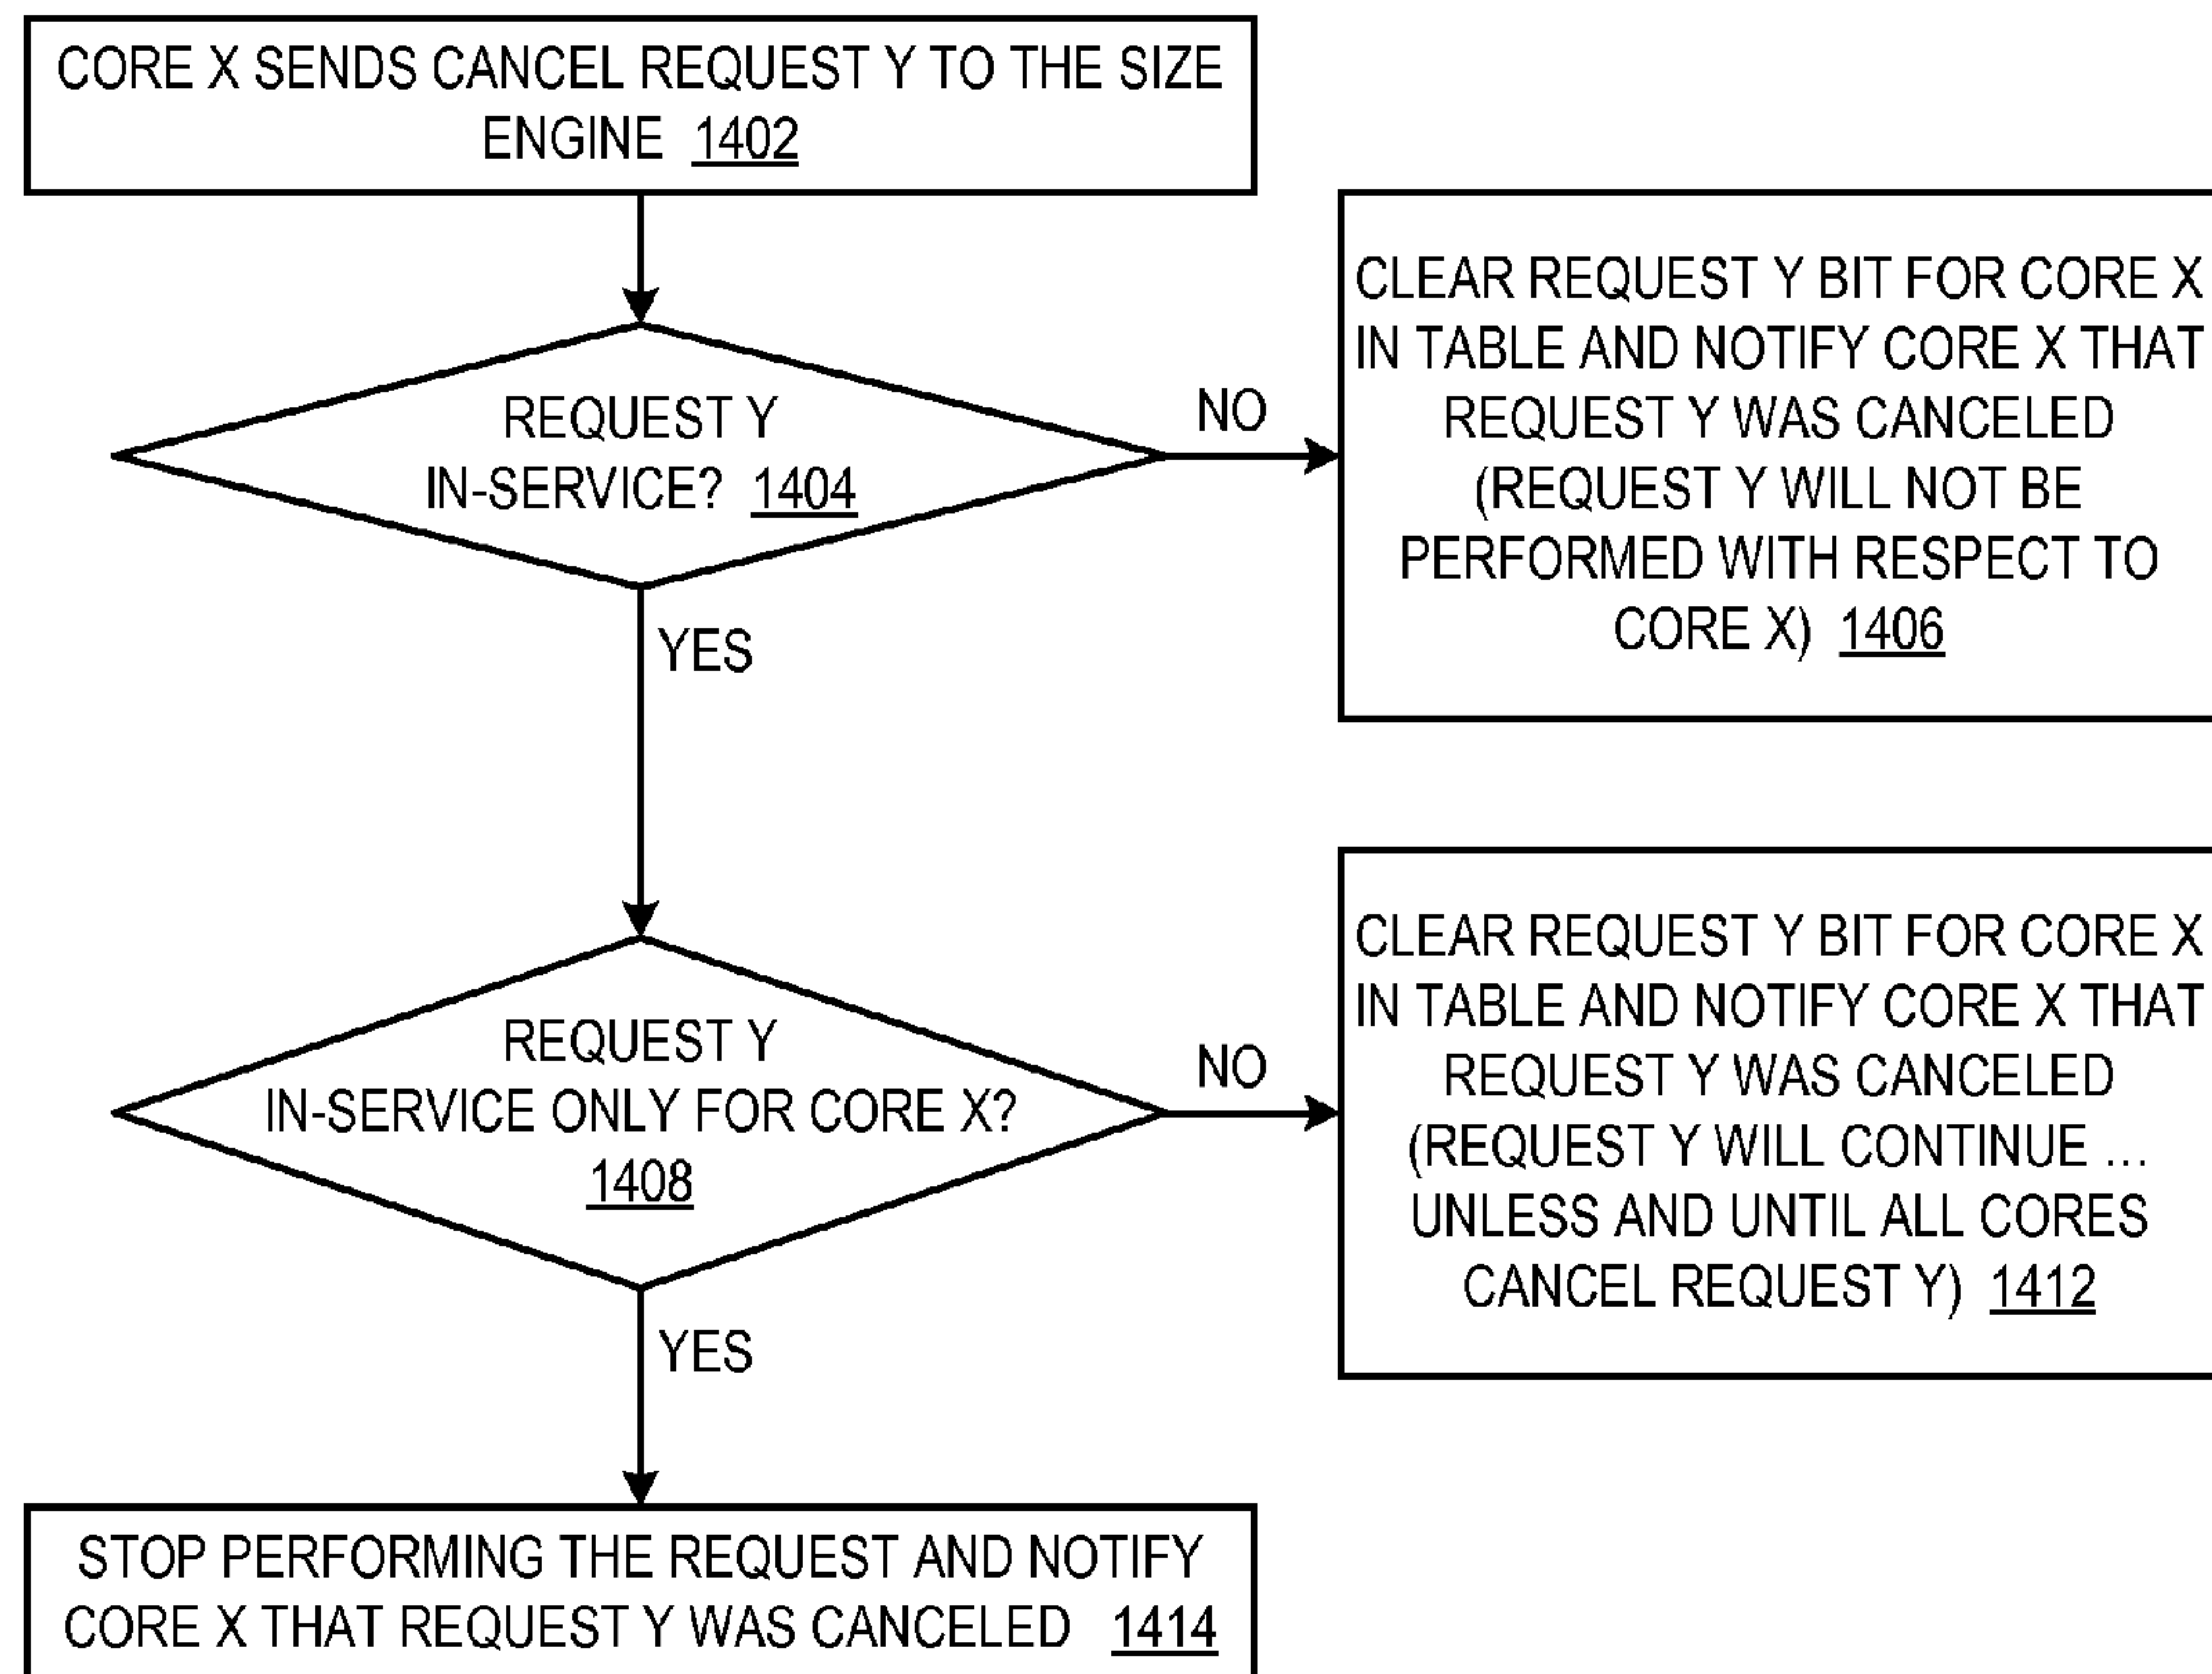 CORE X SENDS CANCEL REQUEST Y TO THE SIZE
ENGINE 1402
REQUEST Y
IN-SERVICE? 1404
NO
CLEAR REQUEST Y BIT FOR CORE X
IN TABLE AND NOTIFY CORE X THAT
REQUEST Y WAS CANCELED
(REQUEST Y WILL NOT BE
PERFORMED WITH RESPECT TO
CORE X) 1406
YES
REQUEST Y
IN-SERVICE ONLY FOR CORE X?
1408
NO
CLEAR REQUEST Y BIT FOR CORE X
IN TABLE AND NOTIFY CORE X THAT
REQUEST Y WAS CANCELED
(REQUEST Y WILL CONTINUE ...
UNLESS AND UNTIL ALL CORES
CANCEL REQUEST Y) 1412
YES
STOP PERFORMING THE REQUEST AND NOTIFY
CORE X THAT REQUEST Y WAS CANCELED 1414